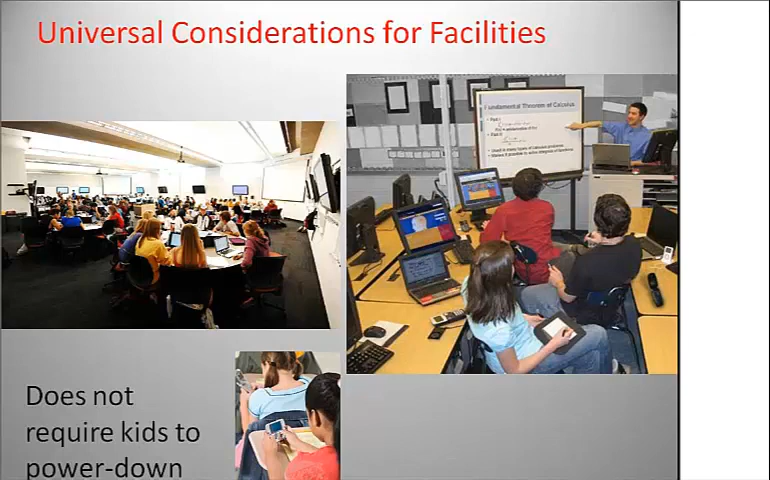 Universal Considerations for Facilities
Fundamental Theorem of Calculus
Does not
require kids to
power-down